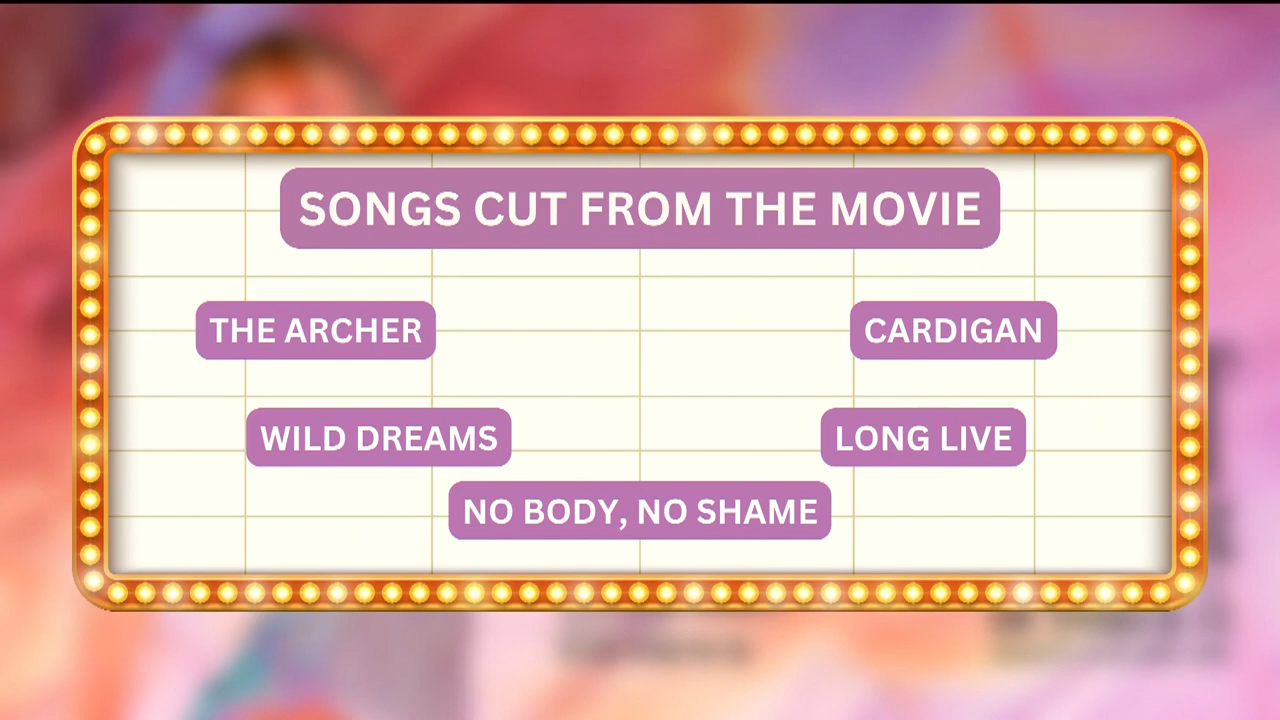 SONGS CUT FROM THE MOVIE
THE ARCHER
CARDIGAN
WILD DREAMS
LONG LIVE
NO BODY, NO SHAME